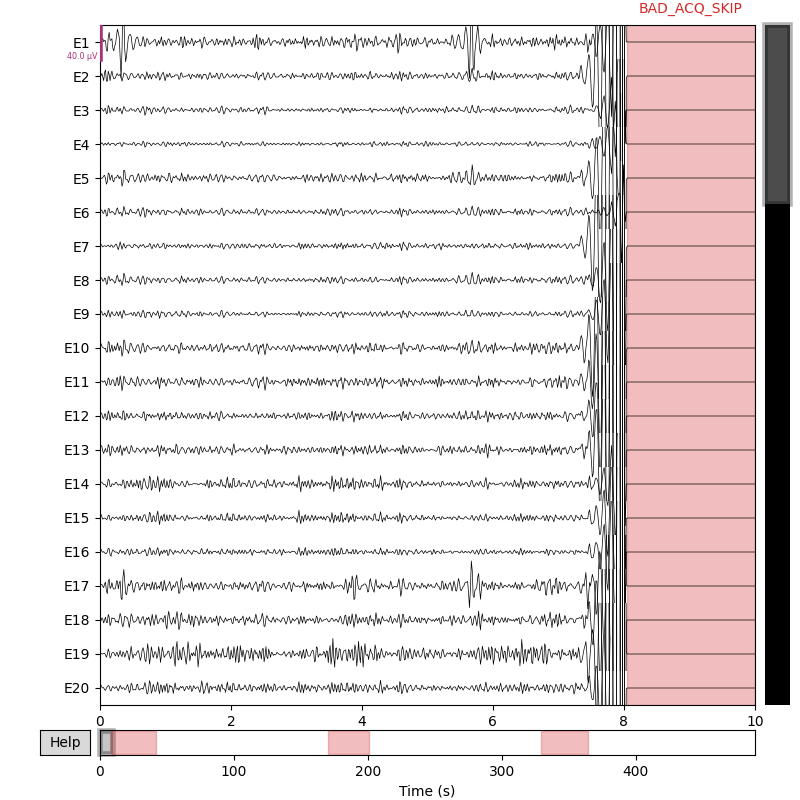 BAD_ACQ_SKIP
E1
40.0 µV
E2
E3
E4
E5
E6
E7
E8
E9
E10
E11
E12
E13
E14
E15
E16
E17
E18
E19
E20
0 2 4 6 8 10
Help
0 100 200 300 400
Time (s)